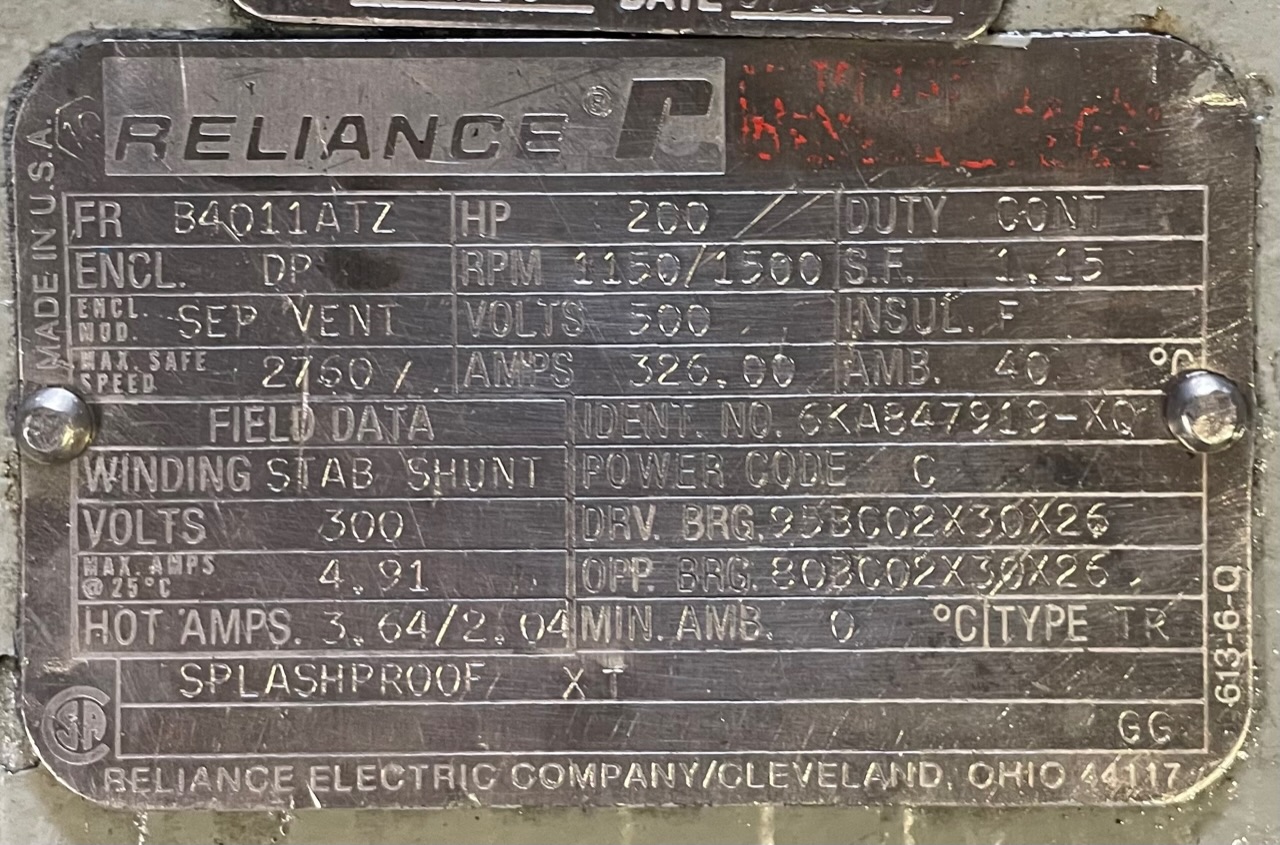 DATE
MADE IN U.S.A.
RELIANCE ®
FR B4011ATZ HP 200 DUTY CONT
ENCL. DP RPM 1150/1500 S.F. 1.15
ENCL. MOD. SEP VENT VOLTS 500 INSUL. F
MAX. SAFE SPEED 2760 / AMPS 326.00 AMB. 40 °C
FIELD DATA IDENT. NO. 6KA847919-XQ
WINDING STAB SHUNT POWER CODE C
VOLTS 300 DRV. BRG. 95BC02X30X26
MAX. AMPS @ 25°C 4.91 OPP. BRG. 80BC02X30X26
HOT AMPS. 3.64/2.04 MIN. AMB. 0 °C TYPE TR
SPLASHPROOF XT
GG
613-6-Q
SA
RELIANCE ELECTRIC COMPANY/CLEVELAND, OHIO 44117